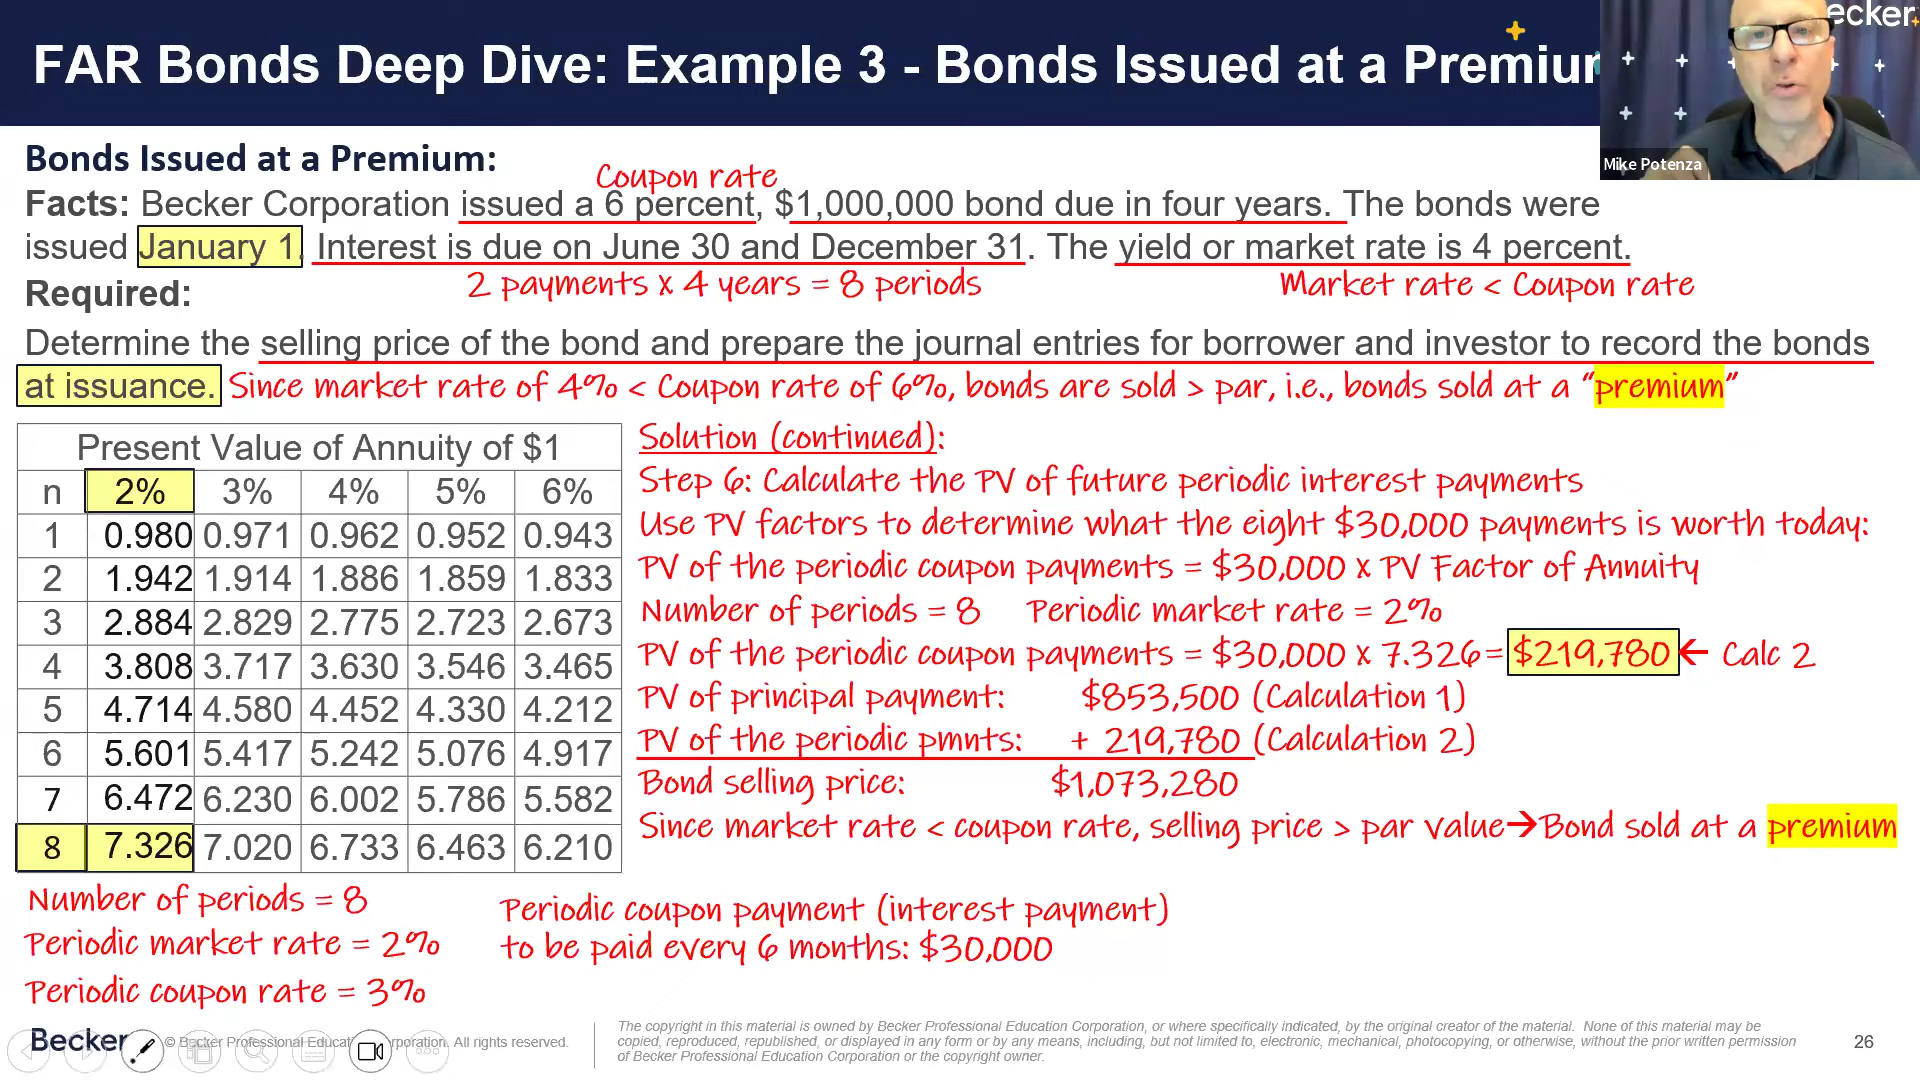 FAR Bonds Deep Dive: Example 3 - Bonds Issued at a
ecker
Mike Potenza
Bonds Issued at a Premium:
Coupon rate
Facts: Becker Corporation issued a 6 percent, $1,000,000 bond due in four years. The bonds were
issued January 1. Interest is due on June 30 and December 31. The yield or market rate is 4 percent.
2 payments x 4 years = 8 periods
Market rate < Coupon rate
Required:
Determine the selling price of the bond and prepare the journal entries for borrower and investor to record the bonds
at issuance. Since market rate of 4% < Coupon rate of 6%, bonds are sold > par, i.e., bonds sold at a "premium"
Present Value of Annuity of $1
n 2% 3% 4% 5% 6%
1 0.980 0.971 0.962 0.952 0.943
2 1.942 1.914 1.886 1.859 1.833
3 2.884 2.829 2.775 2.723 2.673
4 3.808 3.717 3.630 3.546 3.465
5 4.714 4.580 4.452 4.330 4.212
6 5.601 5.417 5.242 5.076 4.917
7 6.472 6.230 6.002 5.786 5.582
8 7.326 7.020 6.733 6.463 6.210
Solution (continued):
Step 6: Calculate the PV of future periodic interest payments
Use PV factors to determine what the eight $30,000 payments is worth today:
PV of the periodic coupon payments = $30,000 x PV Factor of Annuity
Number of periods = 8 Periodic market rate = 2%
PV of the periodic coupon payments = $30,000 x 7.326= $219,780 ← Calc 2
PV of principal payment: $853,500 (Calculation 1)
PV of the periodic pmnts: + 219,780 (Calculation 2)
Bond selling price: $1,073,280
Since market rate < coupon rate, selling price > par value→Bond sold at a premium
Number of periods = 8
Periodic market rate = 2%
Periodic coupon rate = 3%
Periodic coupon payment (interest payment)
to be paid every 6 months: $30,000
Becker
© Becker Professional Education Corporation. All rights reserved.
The copyright in this material is owned by Becker Professional Education Corporation, or where specifically indicated, by the original creator of the material. None of this material may be
copied, reproduced, republished, or displayed in any form or by any means, including, but not limited to, electronic, mechanical, photocopying, or otherwise, without the prior written permission
of Becker Professional Education Corporation or the copyright owner.
26